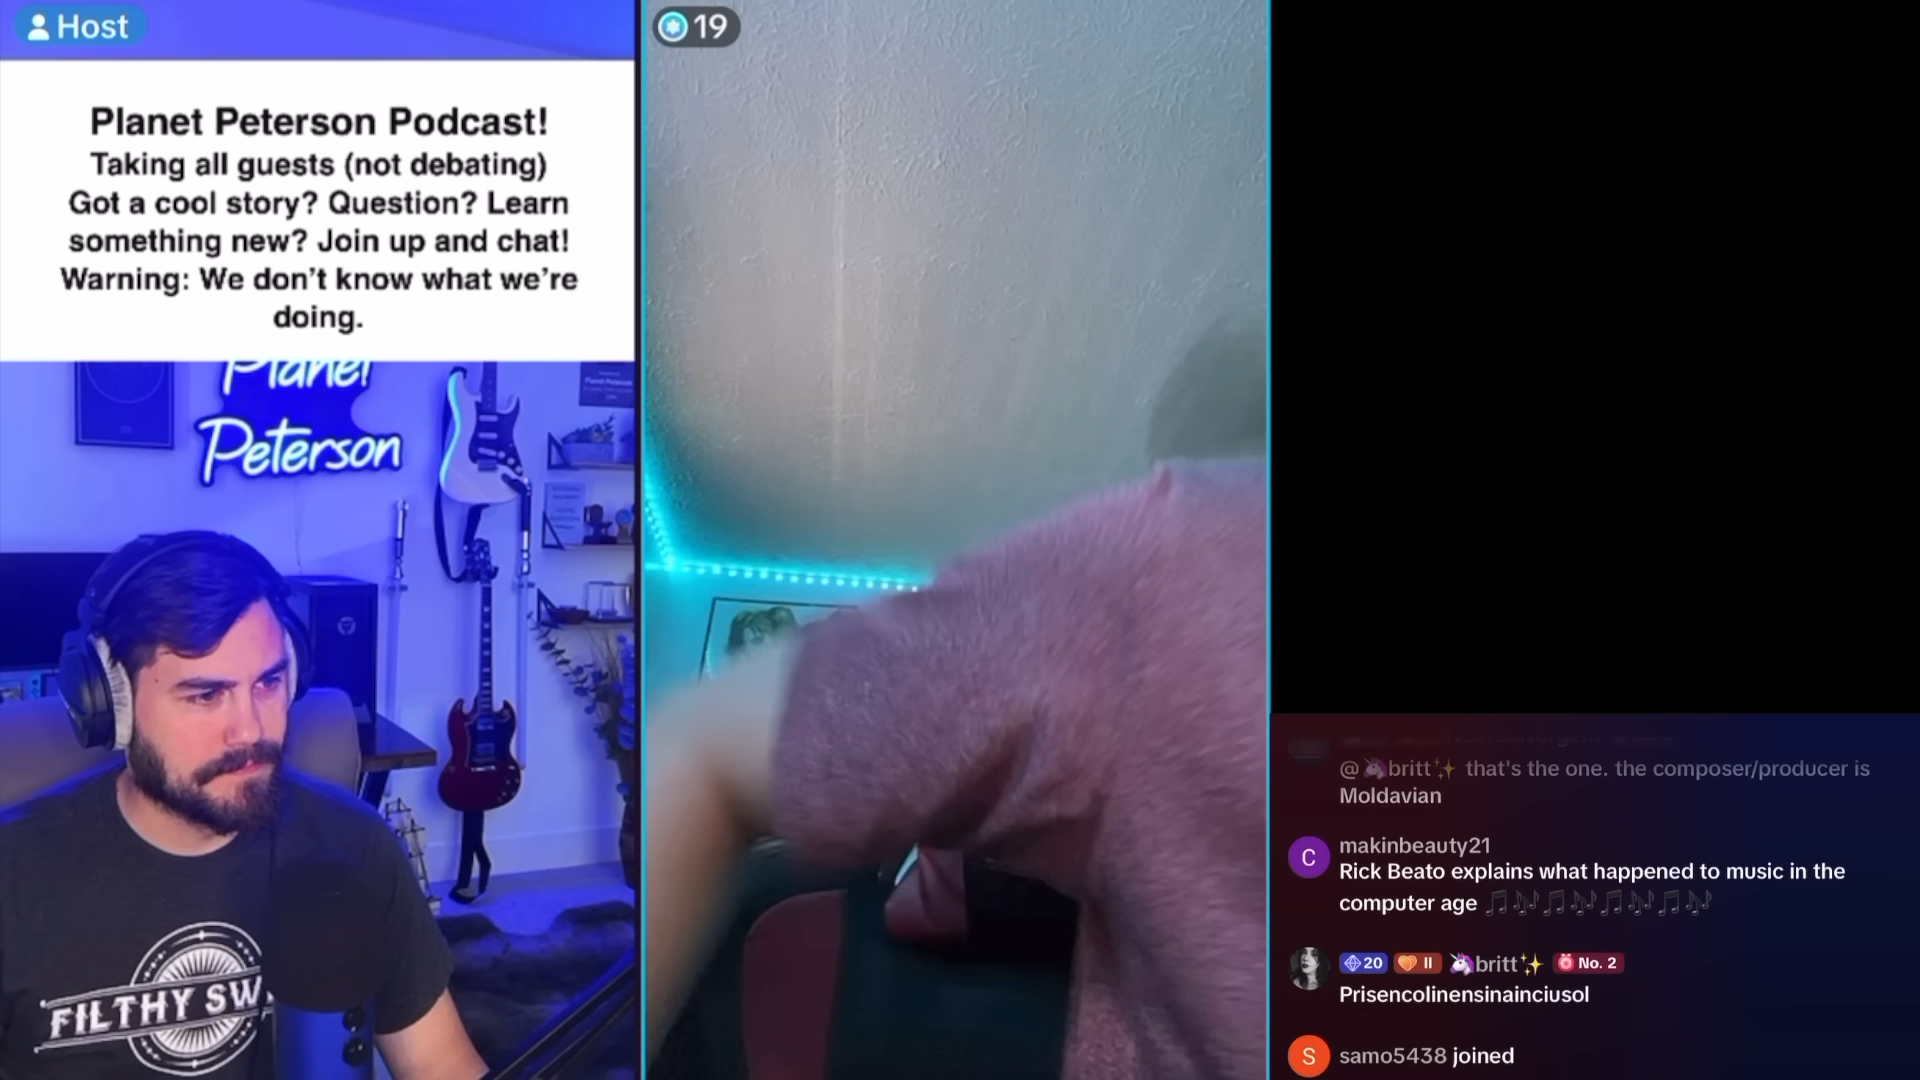 Host
Planet Peterson Podcast!
Taking all guests (not debating)
Got a cool story? Question? Learn
something new? Join up and chat!
Warning: We don't know what we're
doing.
Planet
Peterson
FILTHY SW
19
@🦄britt✨ that's the one. the composer/producer is
Moldavian
C
makinbeauty21
Rick Beato explains what happened to music in the
computer age 🎵🎶🎵🎶🎵🎶🎵🎶
20 II 🦄britt✨ No. 2
Prisencolinensinainciusol
S
samo5438 joined